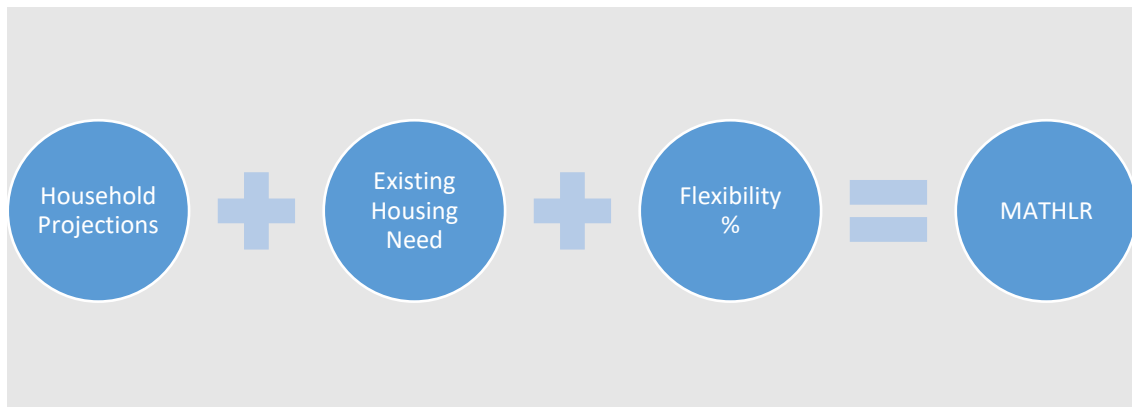 Household
Projections
Existing
Housing
Need
Flexibility
%
MATHLR